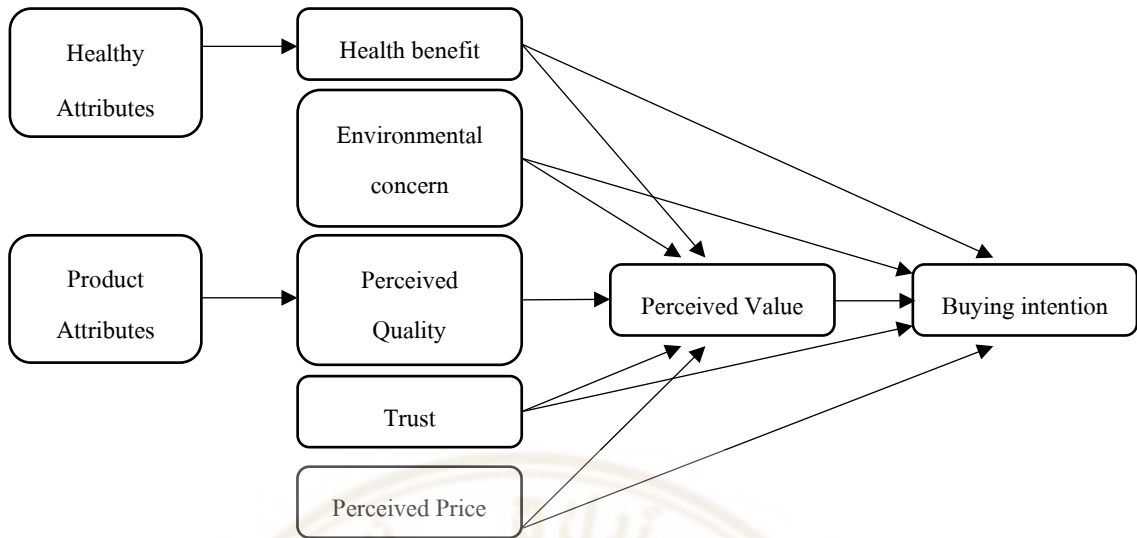 Healthy
Attributes
Health benefit
Environmental
concern
Product
Attributes
Perceived
Quality
Perceived Value
Buying intention
Trust
Perceived Price